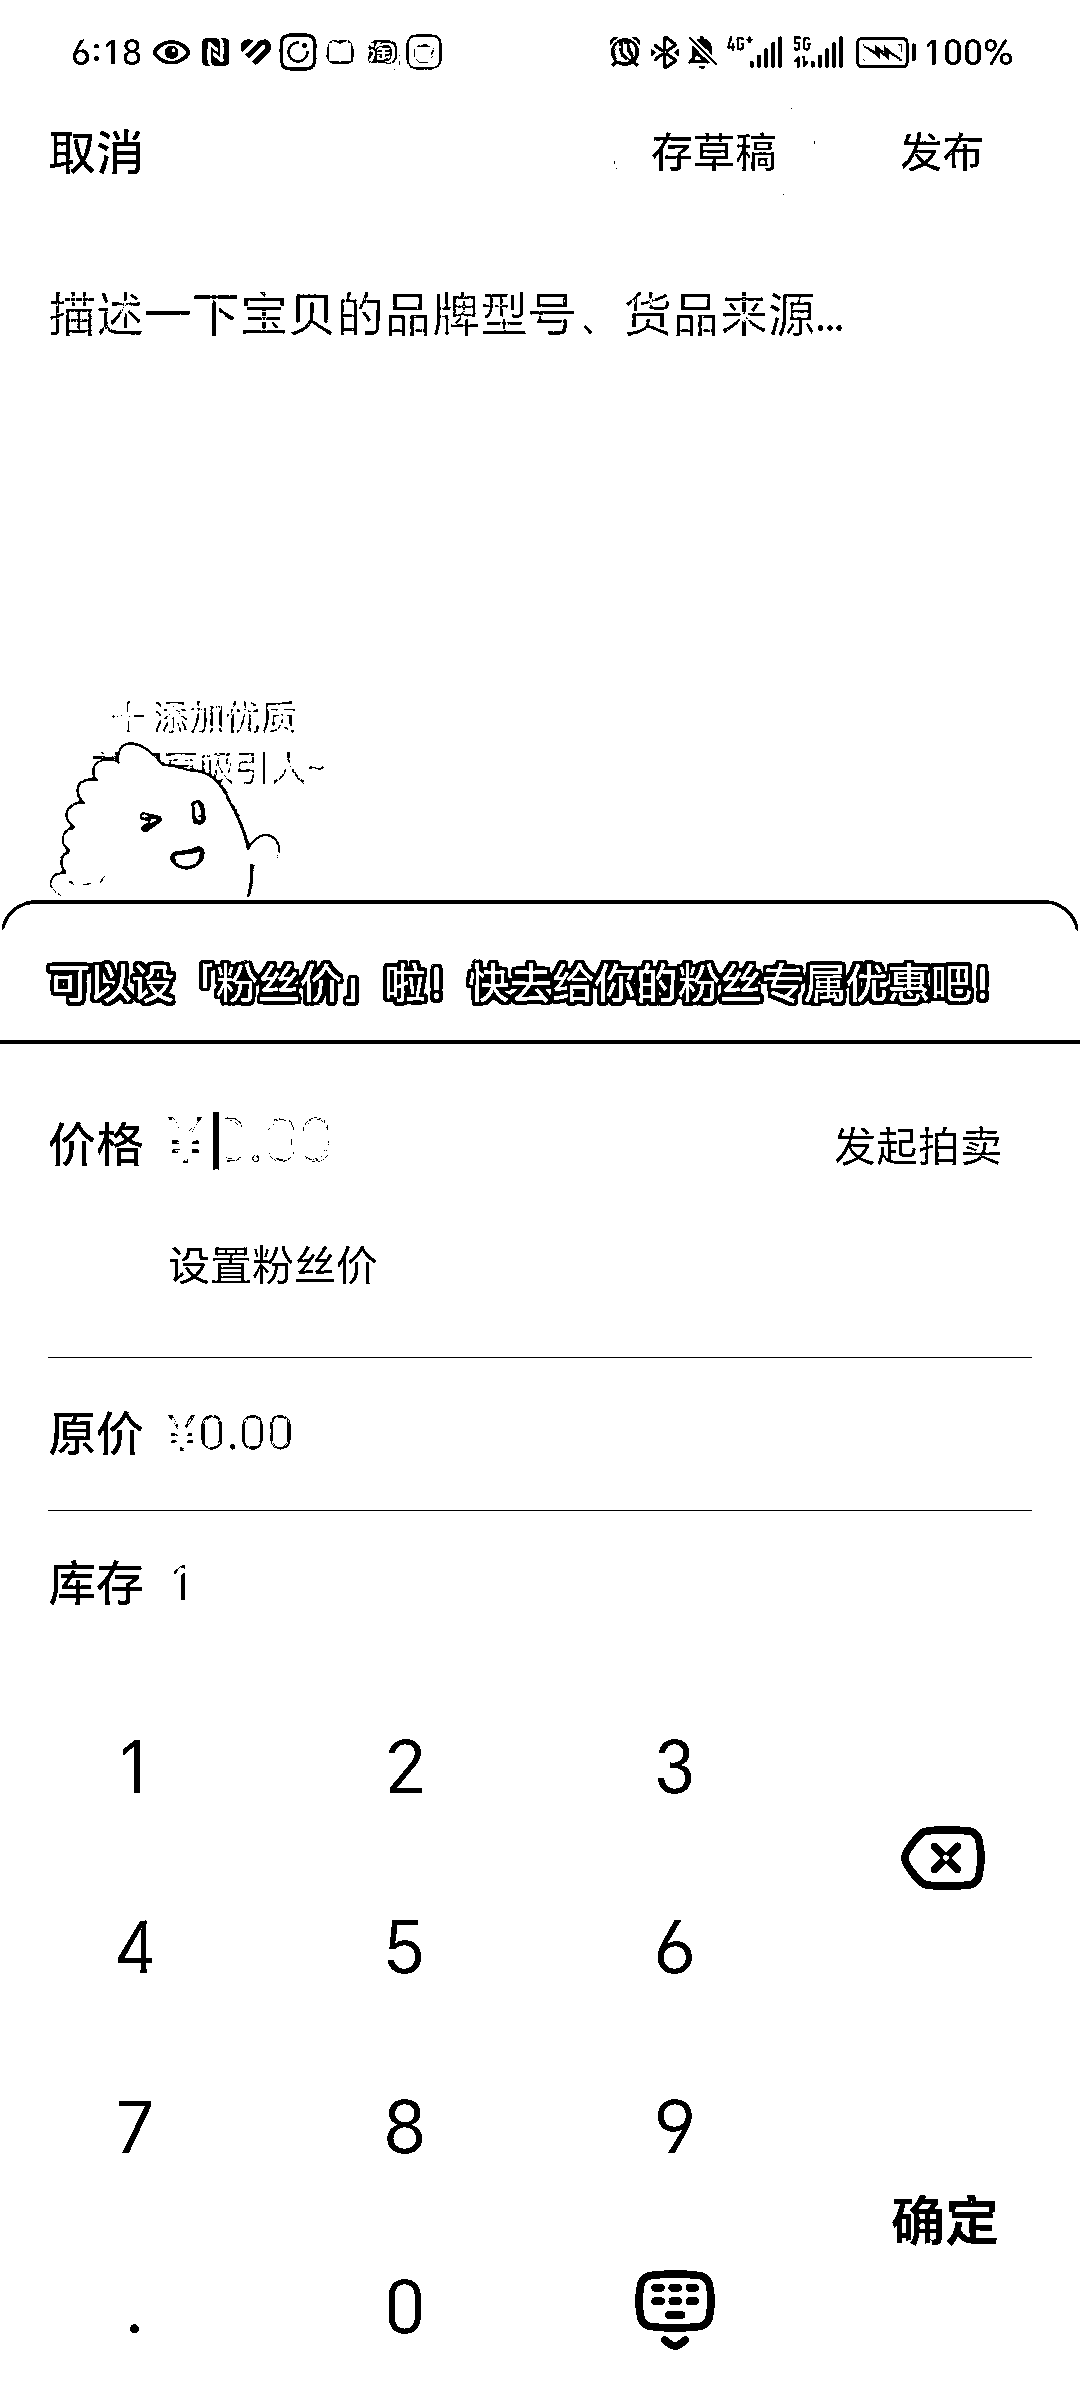 6:18 4G+ 5G 100%
取消 存草稿 发布
描述一下宝贝的品牌型号、货品来源...
+ 添加优质
吸引人~
可以设「粉丝价」啦！快去给你的粉丝专属优惠吧！
价格 ¥0.00 发起拍卖
设置粉丝价
原价 ¥0.00
库存 1
1 2 3
4 5 6
7 8 9
确定
. 0